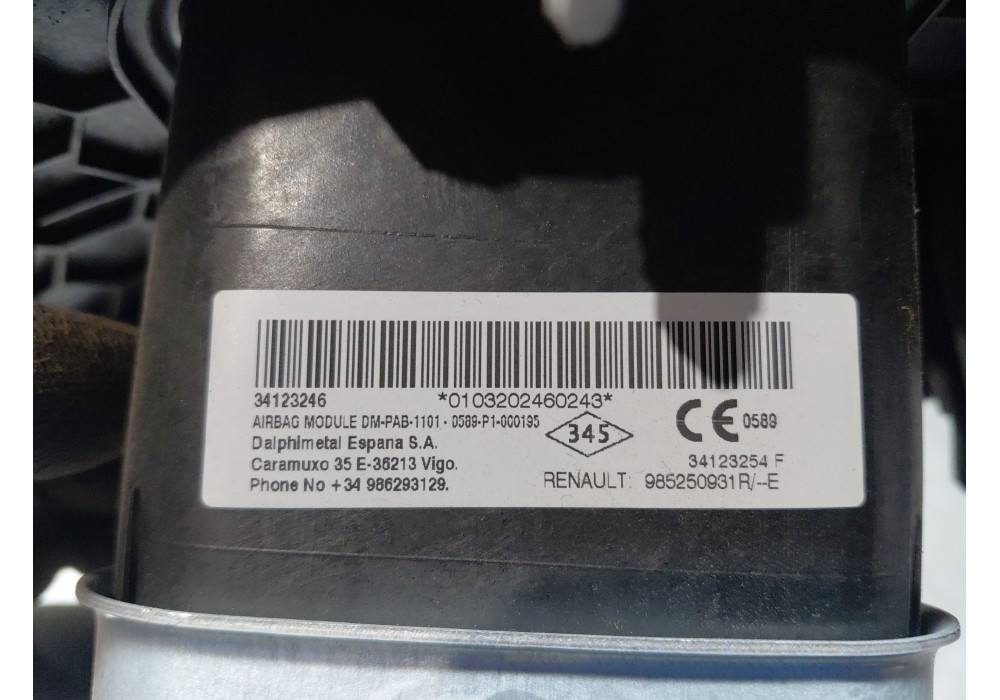 34123246 *0103202460243*
AIRBAG MODULE DM-PAB-1101 - 0589-P1-000195
Dalphimetal Espana S.A.
Caramuxo 35 E-36213 Vigo.
Phone No +34 986293129.
345
CE 0589
34123254 F
RENAULT: 985250931R/--E